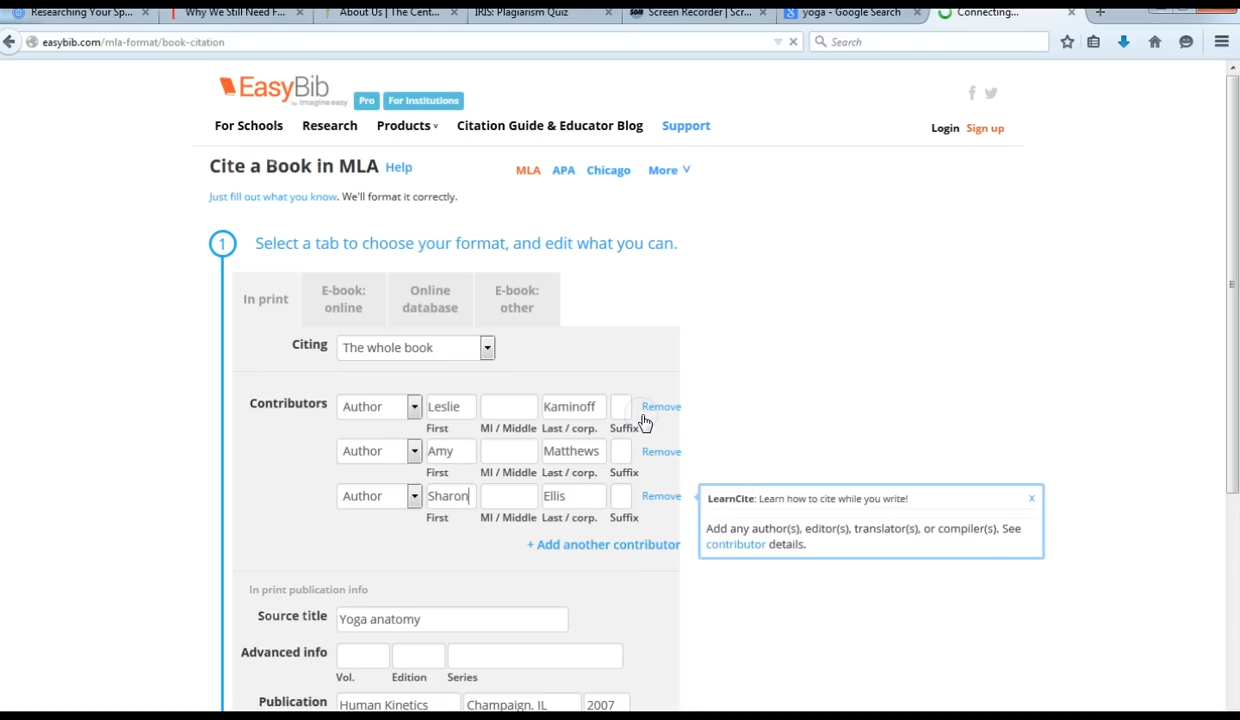 Researching Your Sp... × Why We Still Need F... × About Us | The Cent... × IRIS: Plagiarism Quiz × Screen Recorder | Scr... × yoga - Google Search × Connecting... × +
easybib.com/mla-format/book-citation Search
EasyBib
by imagine easy Pro For Institutions
For Schools Research Products Citation Guide & Educator Blog Support Login Sign up
Cite a Book in MLA Help MLA APA Chicago More
Just fill out what you know. We'll format it correctly.
1 Select a tab to choose your format, and edit what you can.
In print E-book: online Online database E-book: other
Citing The whole book
Contributors Author Leslie Kaminoff Remove
First MI / Middle Last / corp. Suffix
Author Amy Matthews Remove
First MI / Middle Last / corp. Suffix
Author Sharon Ellis Remove
First MI / Middle Last / corp. Suffix
LearnCite: Learn how to cite while you write! x
Add any author(s), editor(s), translator(s), or compiler(s). See
contributor details.
+ Add another contributor
In print publication info
Source title Yoga anatomy
Advanced info
Vol. Edition Series
Publication Human Kinetics Champaign, IL 2007